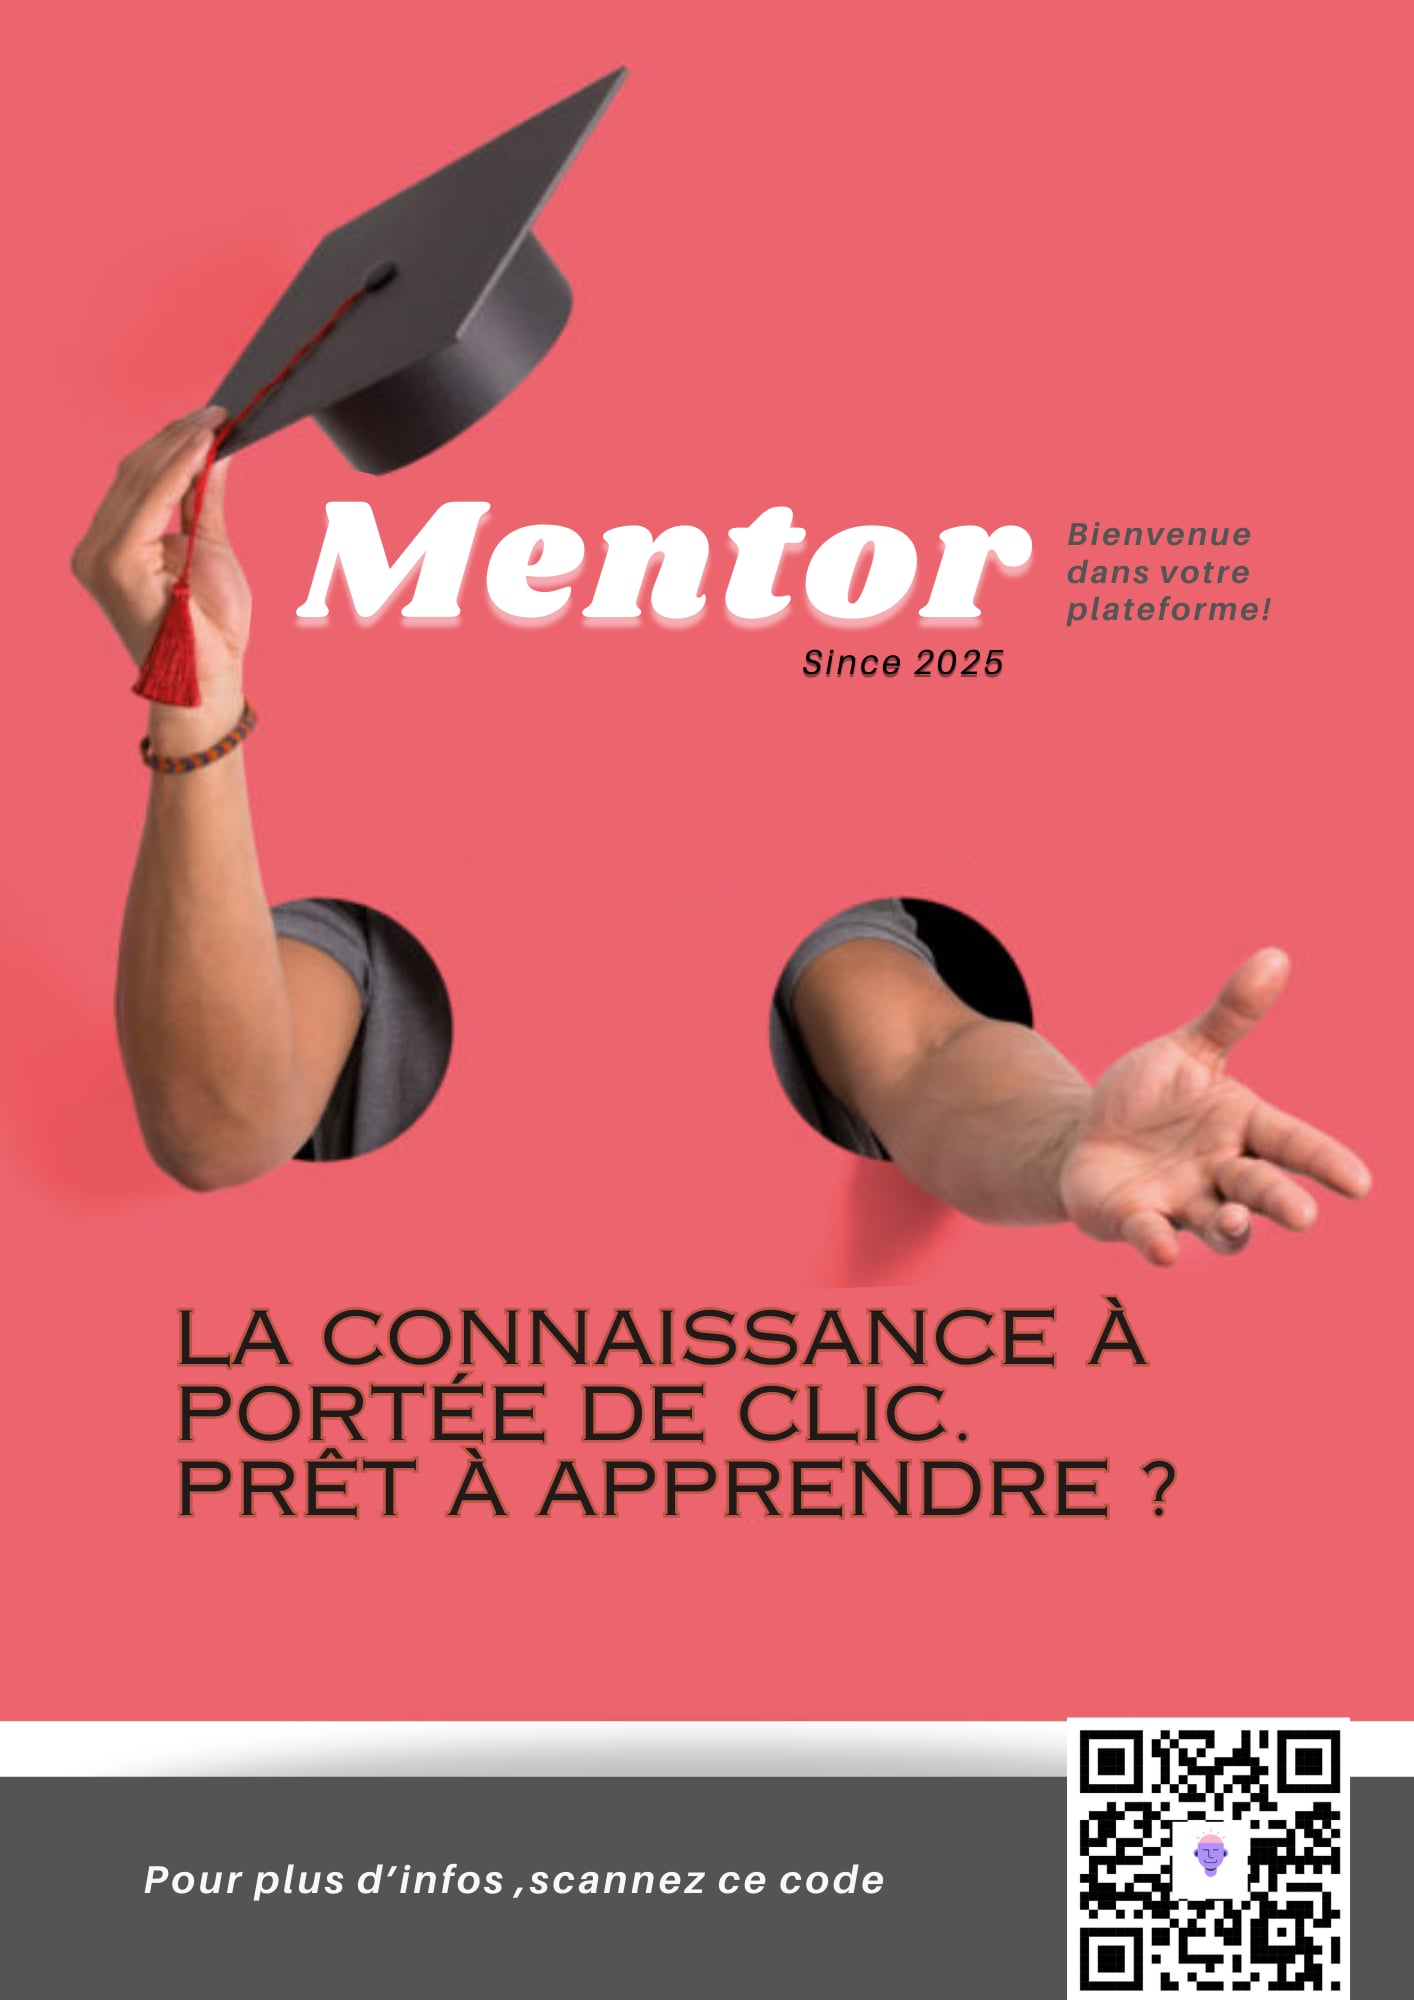 Mentor
Bienvenue
dans votre
plateforme!
Since 2025
LA CONNAISSANCE À
PORTÉE DE CLIC.
PRÊT À APPRENDRE ?
Pour plus d’infos ,scannez ce code